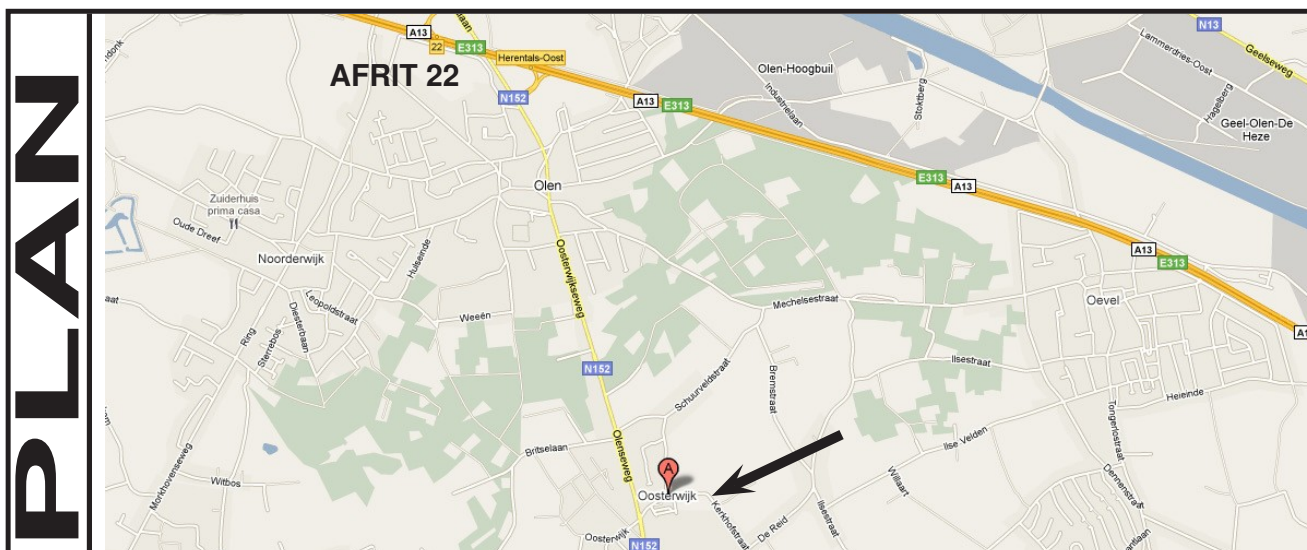 PLAN
A13
22
E313
Herentals-Oost
AFRIT 22
N152
A13
E313
Olen-Hoogbuil
Industrielaan
Stoktberg
N13
Geelseweg
Lammerdries-Oost
Hagelberg
Geel-Olen-De
Heze
Zuiderhuis
prima casa
Oude Dreef
Noorderwijk
Hulseinde
Olen
Oosterwijkseweg
E313
A13
A13
E313
Leopoldstraat
Diesterbaan
Ring
Sterrebos
Weeën
Mechelsestraat
Oevel
N152
Schuurveldstraat
Bremstraat
Ilsestraat
Heieinde
Tongerlostraat
Britselaan
Olenseweg
Ilse Velden
Witbos
Morkhovenseweg
A
Oosterwijk
Kerkhofstraat
De Reid
Ilsestraat
Willaart
Dennenstraat
Oosterwijk
N152